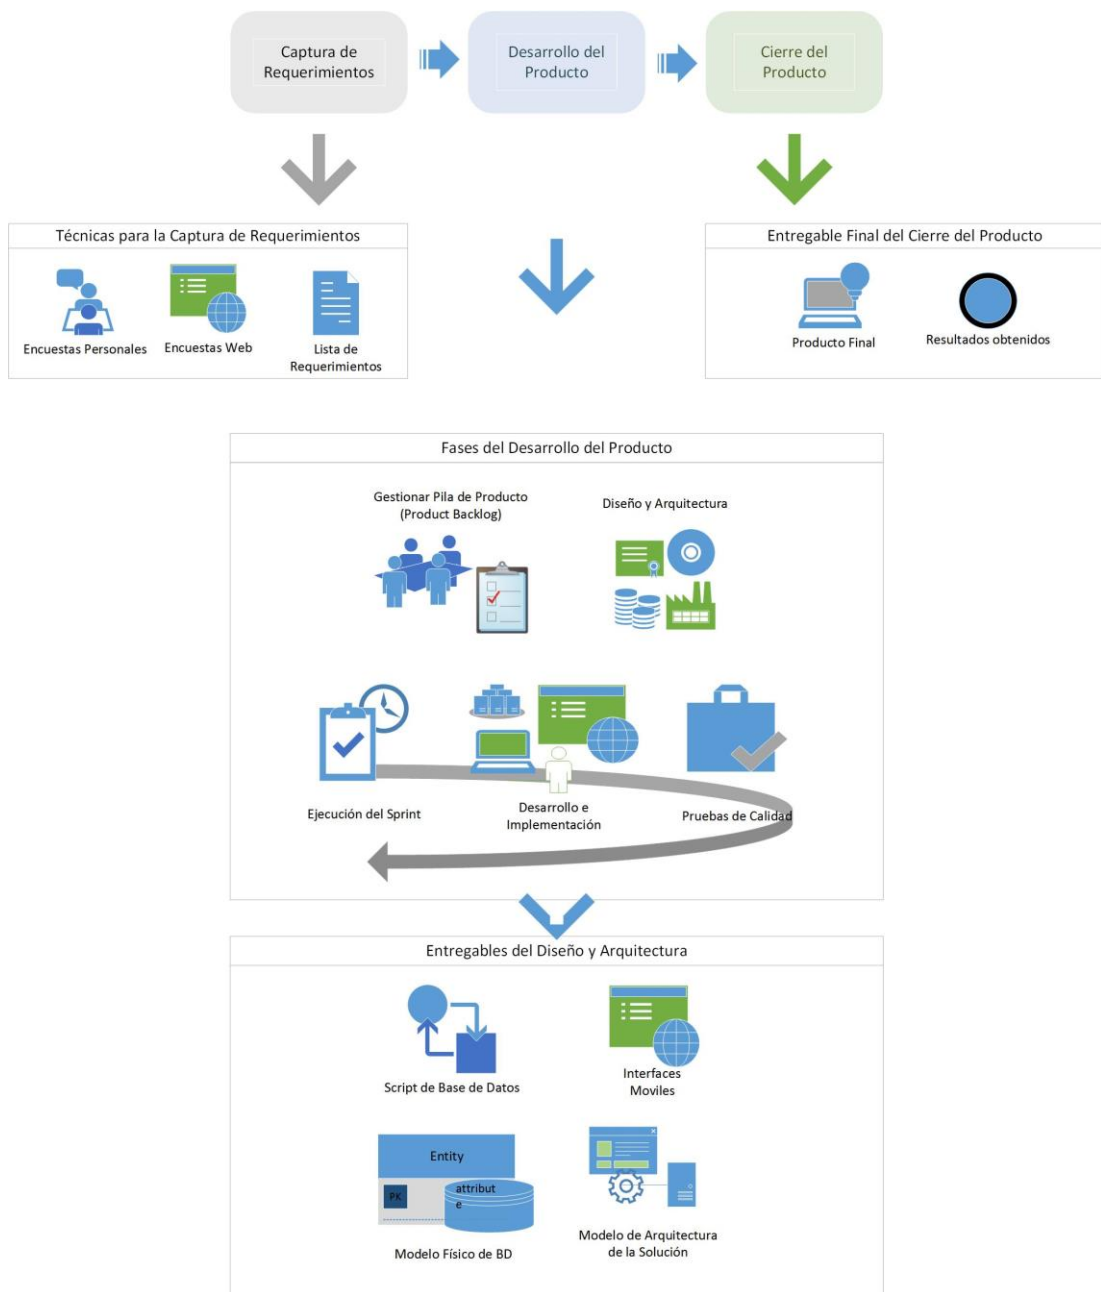 Captura de
Requerimientos
Desarrollo del
Producto
Cierre del
Producto
Técnicas para la Captura de Requerimientos
Encuestas Personales
Encuestas Web
Lista de
Requerimientos
Entregable Final del Cierre del Producto
Producto Final
Resultados obtenidos
Fases del Desarrollo del Producto
Gestionar Pila de Producto
(Product Backlog)
Diseño y Arquitectura
Ejecución del Sprint
Desarrollo e
Implementación
Pruebas de Calidad
Entregables del Diseño y Arquitectura
Script de Base de Datos
Interfaces
Moviles
Entity
PK
attribut
e
Modelo Físico de BD
Modelo de Arquitectura
de la Solución